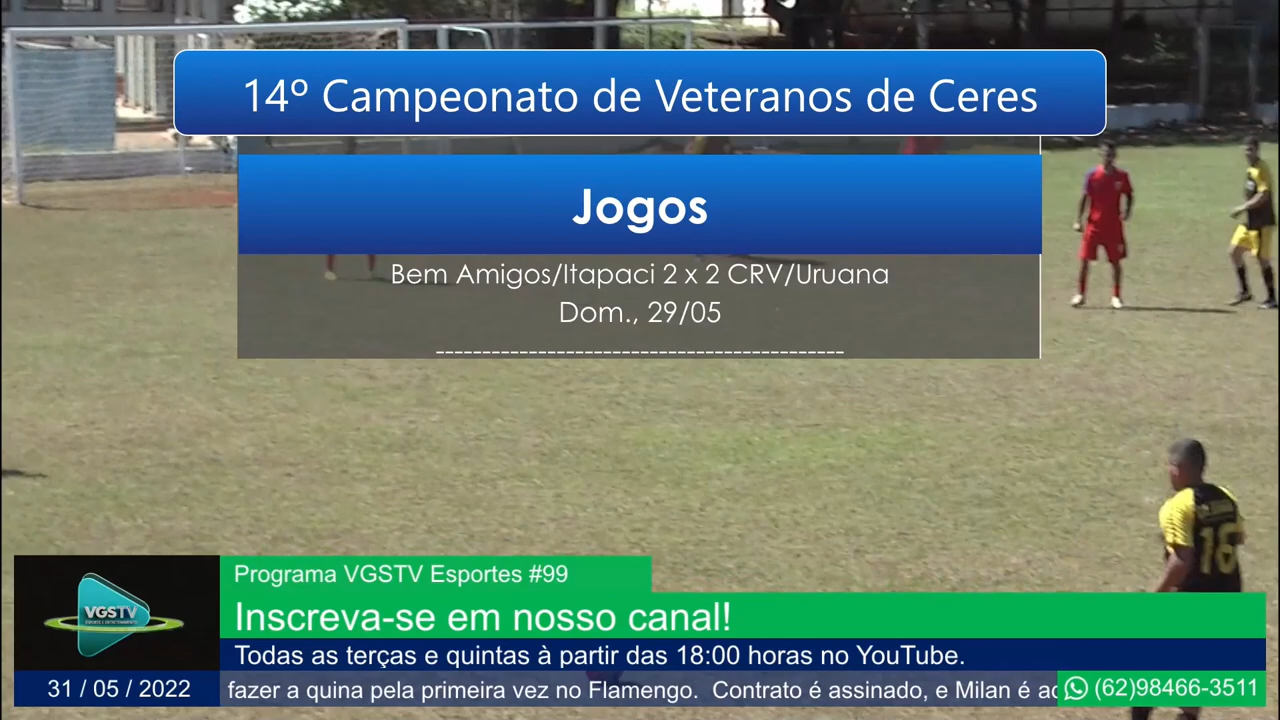 14º Campeonato de Veteranos de Ceres
Jogos
Bem Amigos/Itapaci 2 x 2 CRV/Uruana
Dom., 29/05
--------------------------------------------
16
Programa VGSTV Esportes #99
VGSTV
ESPORTE E ENTRETENIMENTO
Inscreva-se em nosso canal!
Todas as terças e quintas à partir das 18:00 horas no YouTube.
31 / 05 / 2022
fazer a quina pela primeira vez no Flamengo. Contrato é assinado, e Milan é
(62)98466-3511